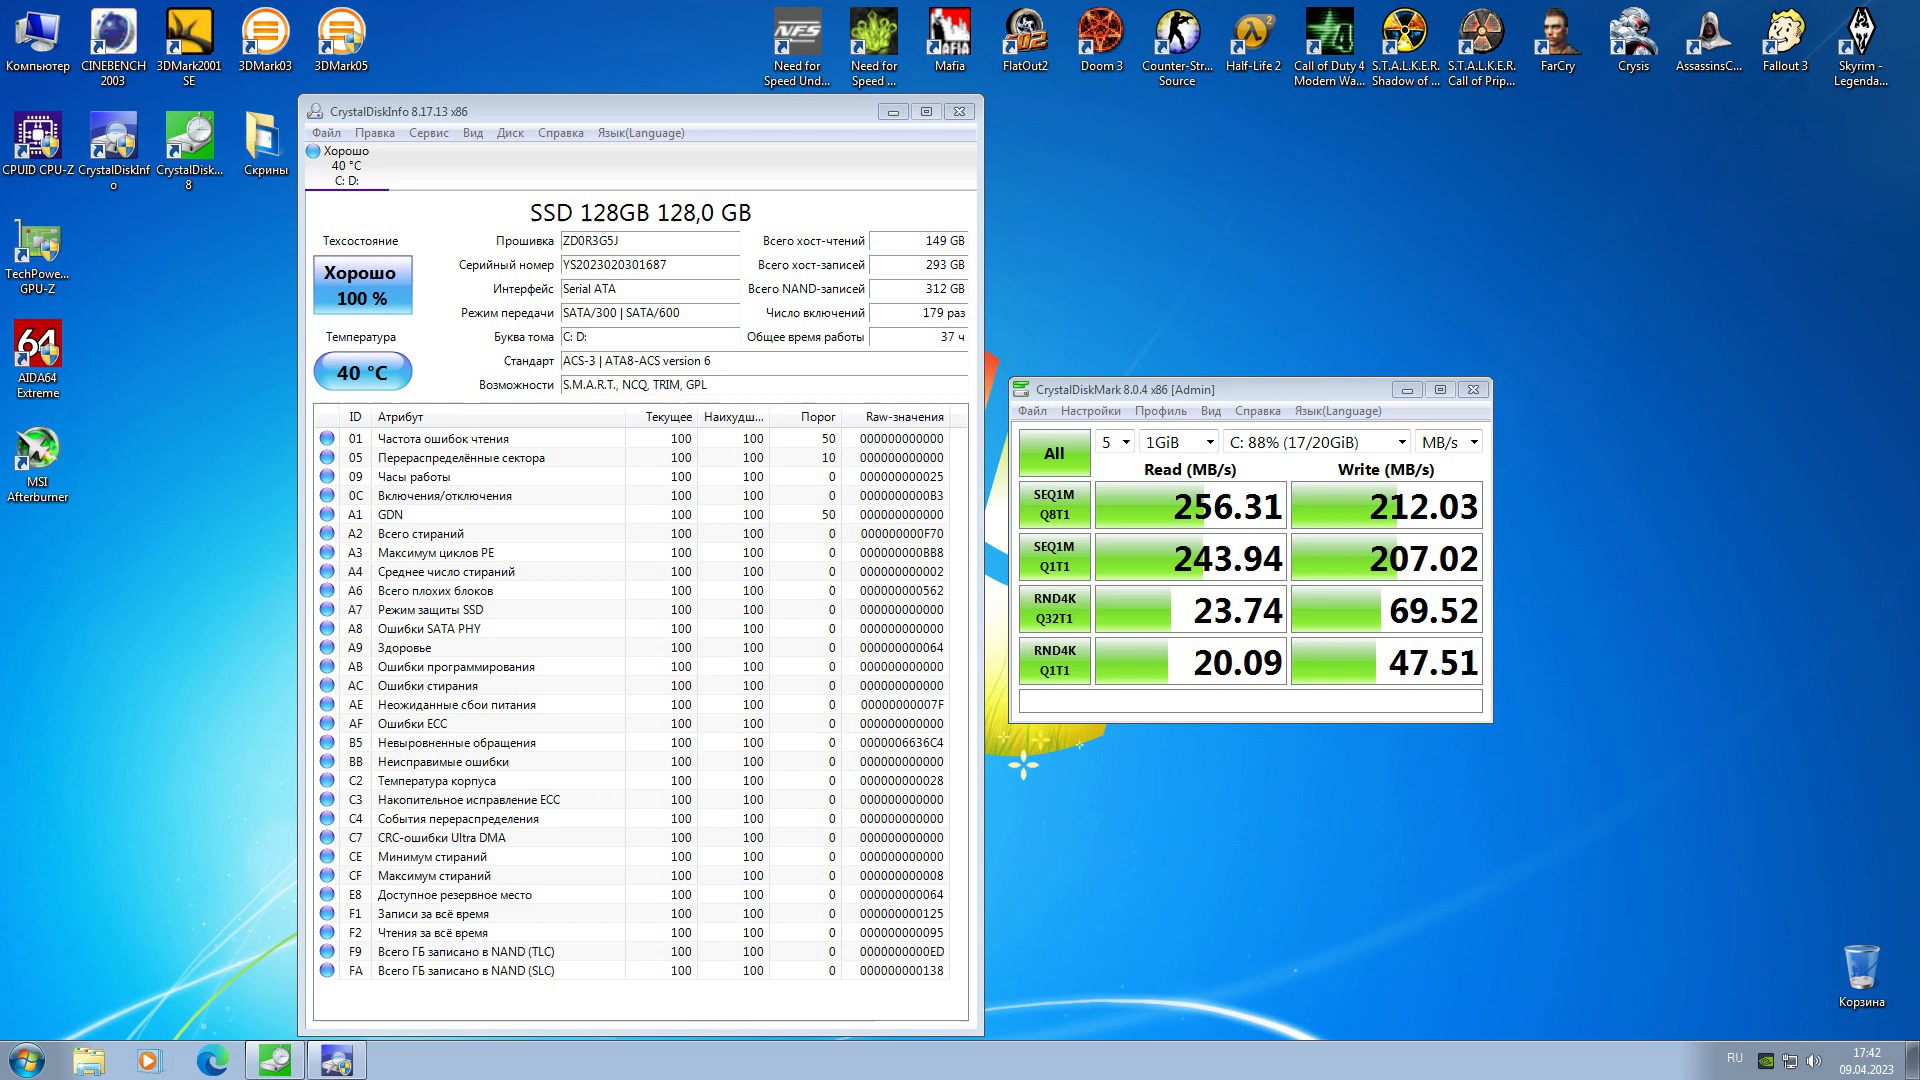 Компьютер
CINEBENCH
2003
3DMark2001
SE
3DMark03
3DMark05
Need for
Speed Und...
Need for
Speed ...
Mafia
FlatOut2
Doom 3
Counter-Str...
Source
Half-Life 2
Call of Duty 4
Modern Wa...
S.T.A.L.K.E.R.
Shadow of ...
S.T.A.L.K.E.R.
Call of Prip...
FarCry
Crysis
AssassinsC...
Fallout 3
Skyrim -
Legenda...
CPUID CPU-Z
CrystalDiskInf
o
CrystalDisk...
8
Скрины
TechPowe...
GPU-Z
64
AIDA64
Extreme
MSI
Afterburner
CrystalDiskInfo 8.17.13 x86
Файл Правка Сервис Вид Диск Справка Язык(Language)
Хорошо
40 °C
C: D:
SSD 128GB 128,0 GB
Техсостояние
Хорошо
100 %
Температура
40 °C
Прошивка ZD0R3G5J
Серийный номер YS2023020301687
Интерфейс Serial ATA
Режим передачи SATA/300 | SATA/600
Буква тома C: D:
Стандарт ACS-3 | ATA8-ACS version 6
Возможности S.M.A.R.T., NCQ, TRIM, GPL
Всего хост-чтений 149 GB
Всего хост-записей 293 GB
Всего NAND-записей 312 GB
Число включений 179 раз
Общее время работы 37 ч
ID Атрибут Текущее Наихудш... Порог Raw-значения
01 Частота ошибок чтения 100 100 50 000000000000
05 Перераспределённые сектора 100 100 10 000000000000
09 Часы работы 100 100 0 000000000025
0C Включения/отключения 100 100 0 0000000000B3
A1 GDN 100 100 50 000000000000
A2 Всего стираний 100 100 0 000000000F70
A3 Максимум циклов PE 100 100 0 000000000BB8
A4 Среднее число стираний 100 100 0 000000000002
A6 Всего плохих блоков 100 100 0 000000000562
A7 Режим защиты SSD 100 100 0 000000000000
A8 Ошибки SATA PHY 100 100 0 000000000000
A9 Здоровье 100 100 0 000000000064
AB Ошибки программирования 100 100 0 000000000000
AC Ошибки стирания 100 100 0 000000000000
AE Неожиданные сбои питания 100 100 0 00000000007F
AF Ошибки ECC 100 100 0 000000000000
B5 Невыровненные обращения 100 100 0 0000006636C4
BB Неисправимые ошибки 100 100 0 000000000000
C2 Температура корпуса 100 100 0 000000000028
C3 Накопительное исправление ECC 100 100 0 000000000000
C4 События перераспределения 100 100 0 000000000000
C7 CRC-ошибки Ultra DMA 100 100 0 000000000000
CE Минимум стираний 100 100 0 000000000000
CF Максимум стираний 100 100 0 000000000008
E8 Доступное резервное место 100 100 0 000000000064
F1 Записи за всё время 100 100 0 000000000125
F2 Чтения за всё время 100 100 0 000000000095
F9 Всего ГБ записано в NAND (TLC) 100 100 0 0000000000ED
FA Всего ГБ записано в NAND (SLC) 100 100 0 000000000138
CrystalDiskMark 8.0.4 x86 [Admin]
Файл Настройки Профиль Вид Справка Язык(Language)
All 5 1GiB C: 88% (17/20GiB) MB/s
Read (MB/s) Write (MB/s)
SEQ1M
Q8T1
256.31 212.03
SEQ1M
Q1T1
243.94 207.02
RND4K
Q32T1
23.74 69.52
RND4K
Q1T1
20.09 47.51
Корзина
RU
17:42
09.04.2023